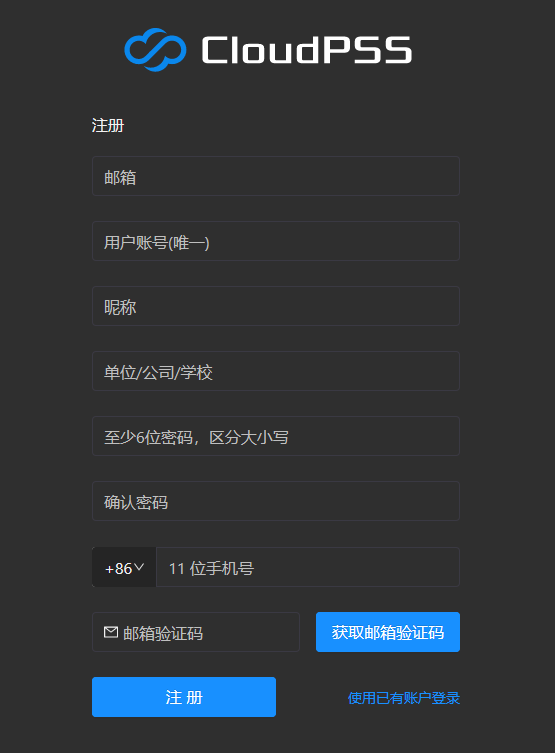 CloudPSS
注册
邮箱
用户账号(唯一)
昵称
单位/公司/学校
至少6位密码，区分大小写
确认密码
+86 11 位手机号
邮箱验证码 获取邮箱验证码
注 册 使用已有账户登录